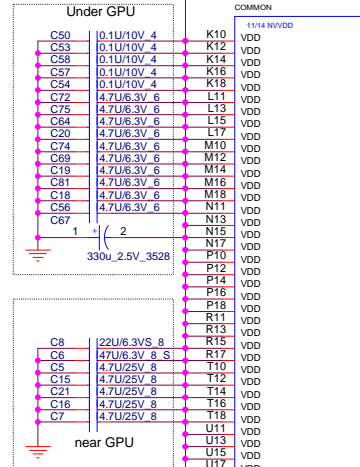 COMMON
Under GPU
11/14 NVVDD
C50 0.1U/10V_4 K10 VDD
C53 0.1U/10V_4 K12 VDD
C58 0.1U/10V_4 K14 VDD
C57 0.1U/10V_4 K16 VDD
C54 0.1U/10V_4 K18 VDD
C72 4.7U/6.3V_6 L11 VDD
C75 4.7U/6.3V_6 L13 VDD
C64 4.7U/6.3V_6 L15 VDD
C20 4.7U/6.3V_6 L17 VDD
C74 4.7U/6.3V_6 M10 VDD
C69 4.7U/6.3V_6 M12 VDD
C19 4.7U/6.3V_6 M14 VDD
C81 4.7U/6.3V_6 M16 VDD
C18 4.7U/6.3V_6 M18 VDD
C56 4.7U/6.3V_6 N11 VDD
C67 N13 VDD
1 + 2 N15 VDD
N17 VDD
330u_2.5V_3528 P10 VDD
P12 VDD
P14 VDD
P16 VDD
P18 VDD
R11 VDD
R13 VDD
C8 22U/6.3VS_8 R15 VDD
C6 47U/6.3V_8_S R17 VDD
C5 4.7U/25V_8 T10 VDD
C15 4.7U/25V_8 T12 VDD
C21 4.7U/25V_8 T14 VDD
C16 4.7U/25V_8 T16 VDD
C7 4.7U/25V_8 T18 VDD
U11 VDD
near GPU U13 VDD
U15 VDD
U17 VDD